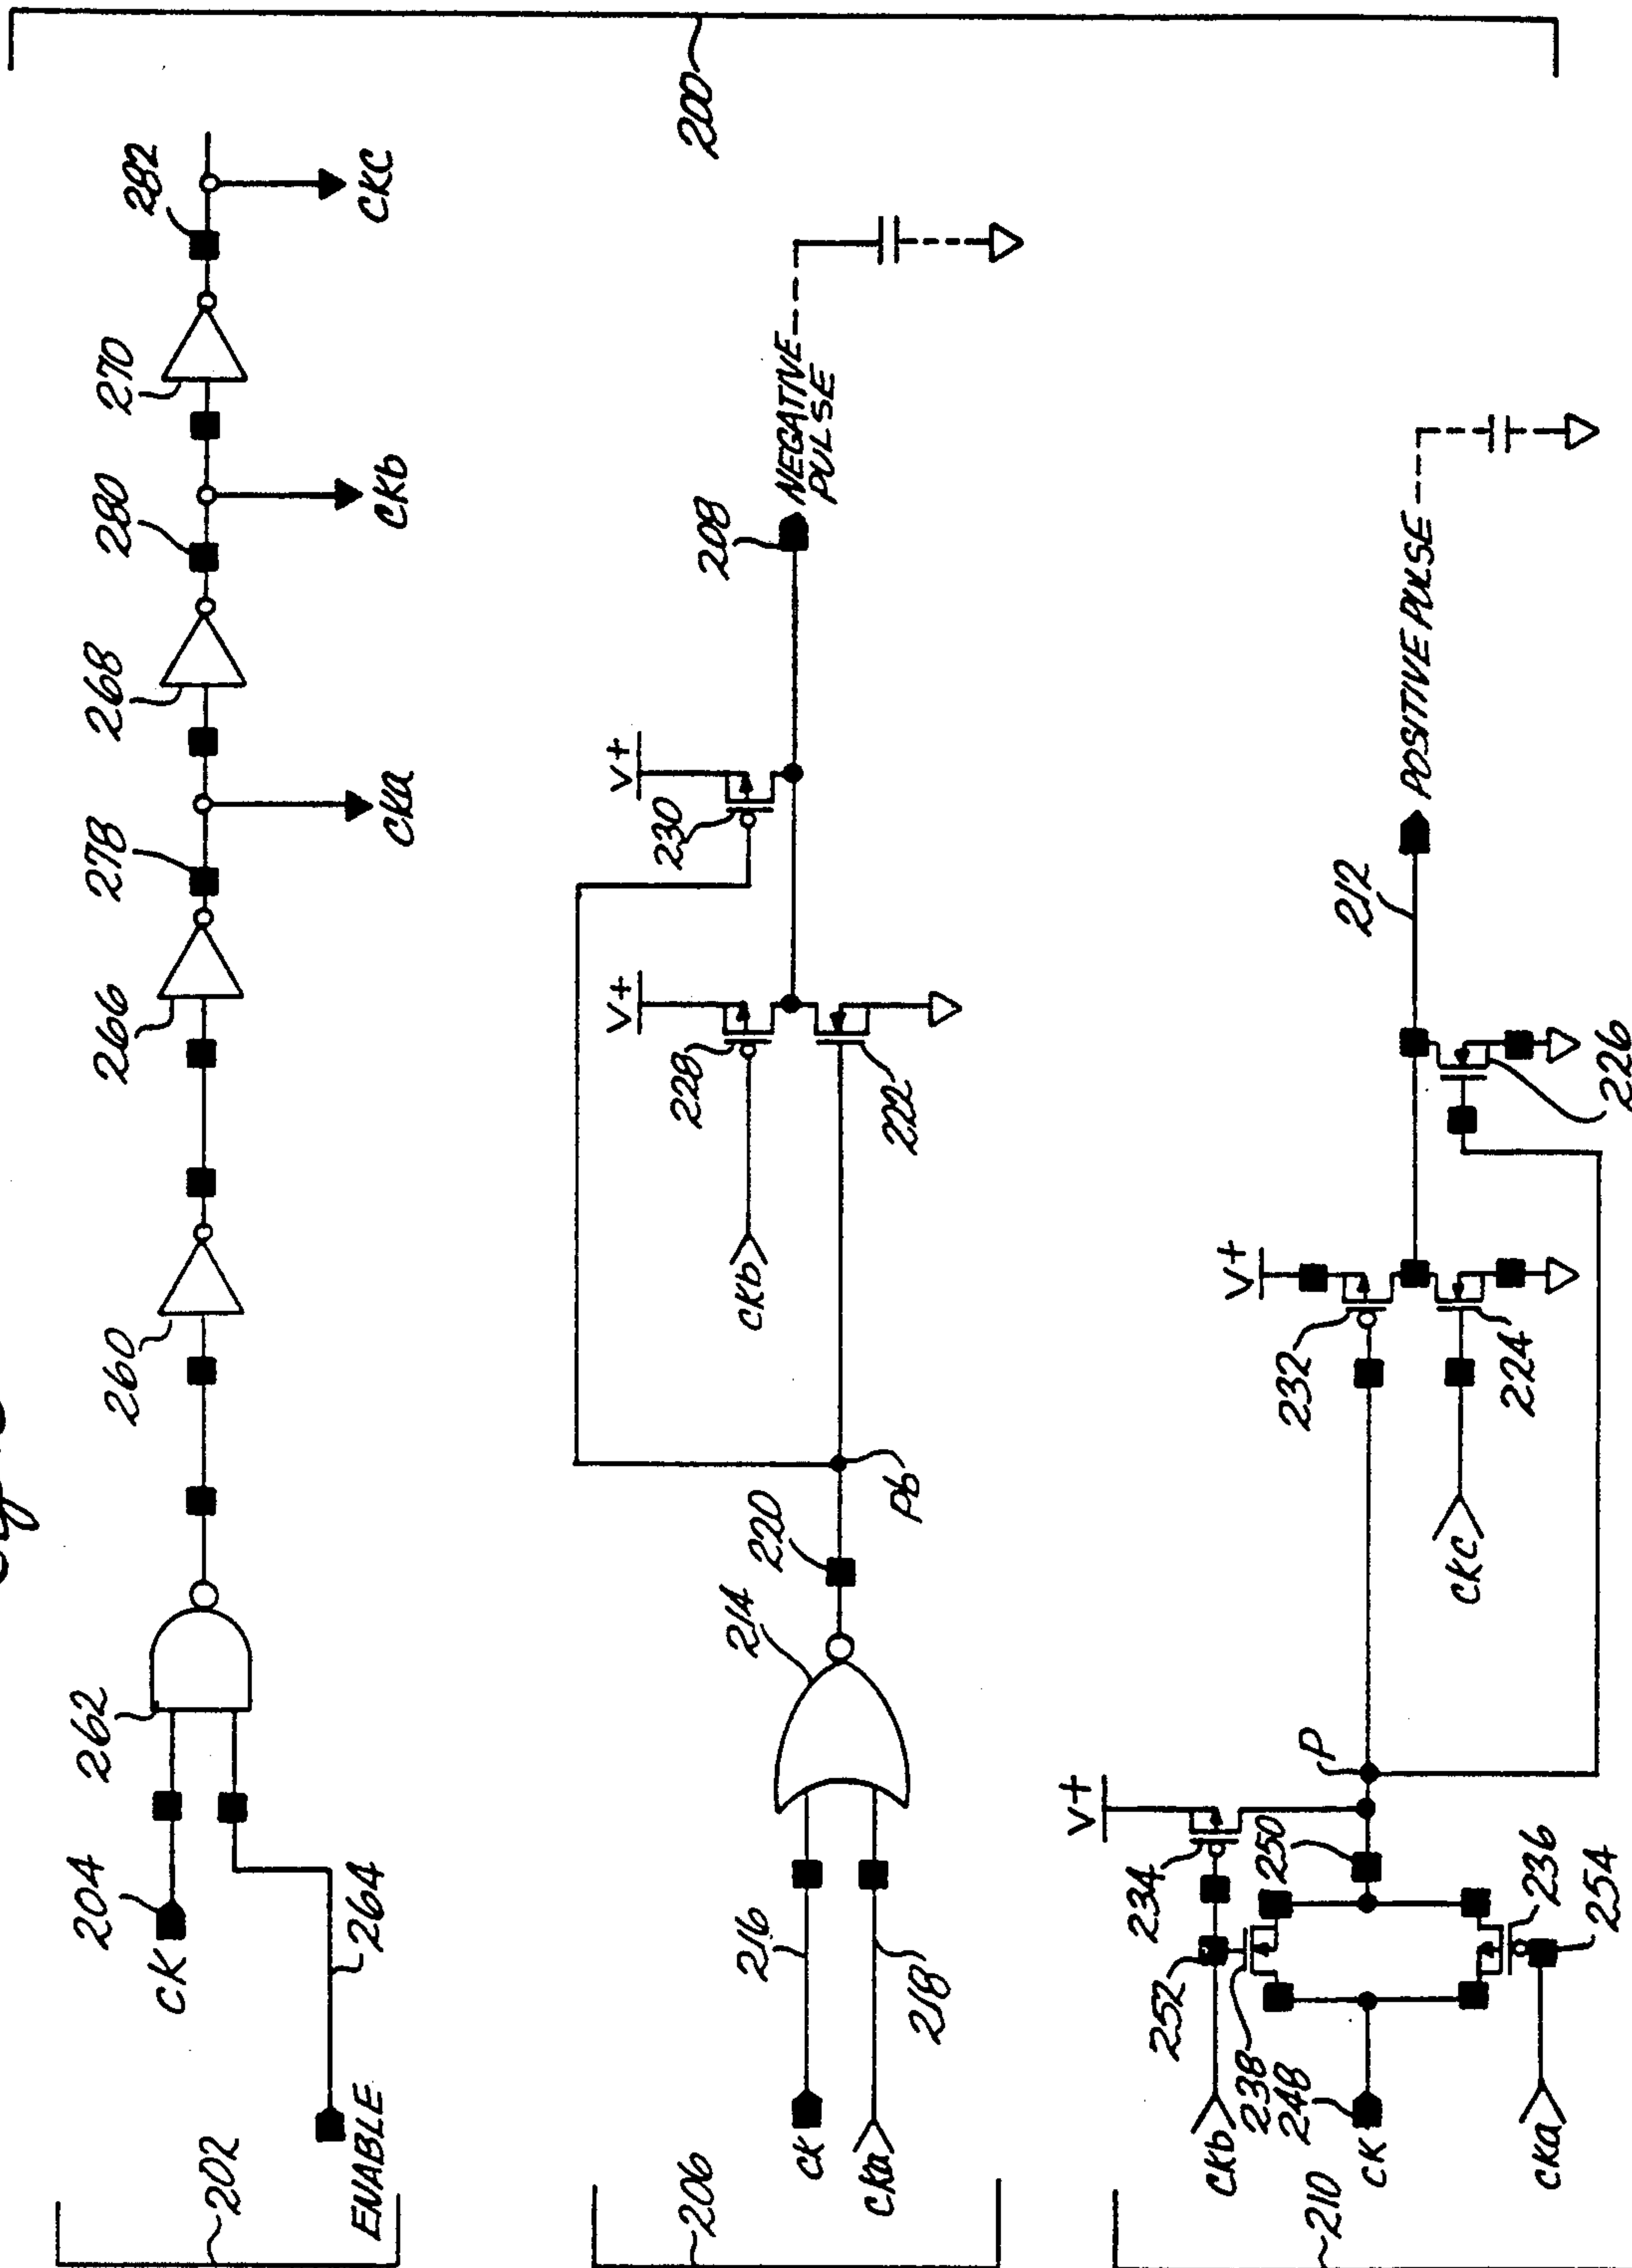 200
202
CK
204
262
ENABLE
264
260
266
278
CKa
268
280
CKb
270
282
CKC
206
CK
216
CKa
218
214
220
Pb
CKb
228
V+
222
230
V+
208
NEGATIVE
PULSE
210
CKb
252
234
V+
238
248
CK
250
P
236
254
CKa
232
V+
CKC
224
226
212
POSITIVE PULSE